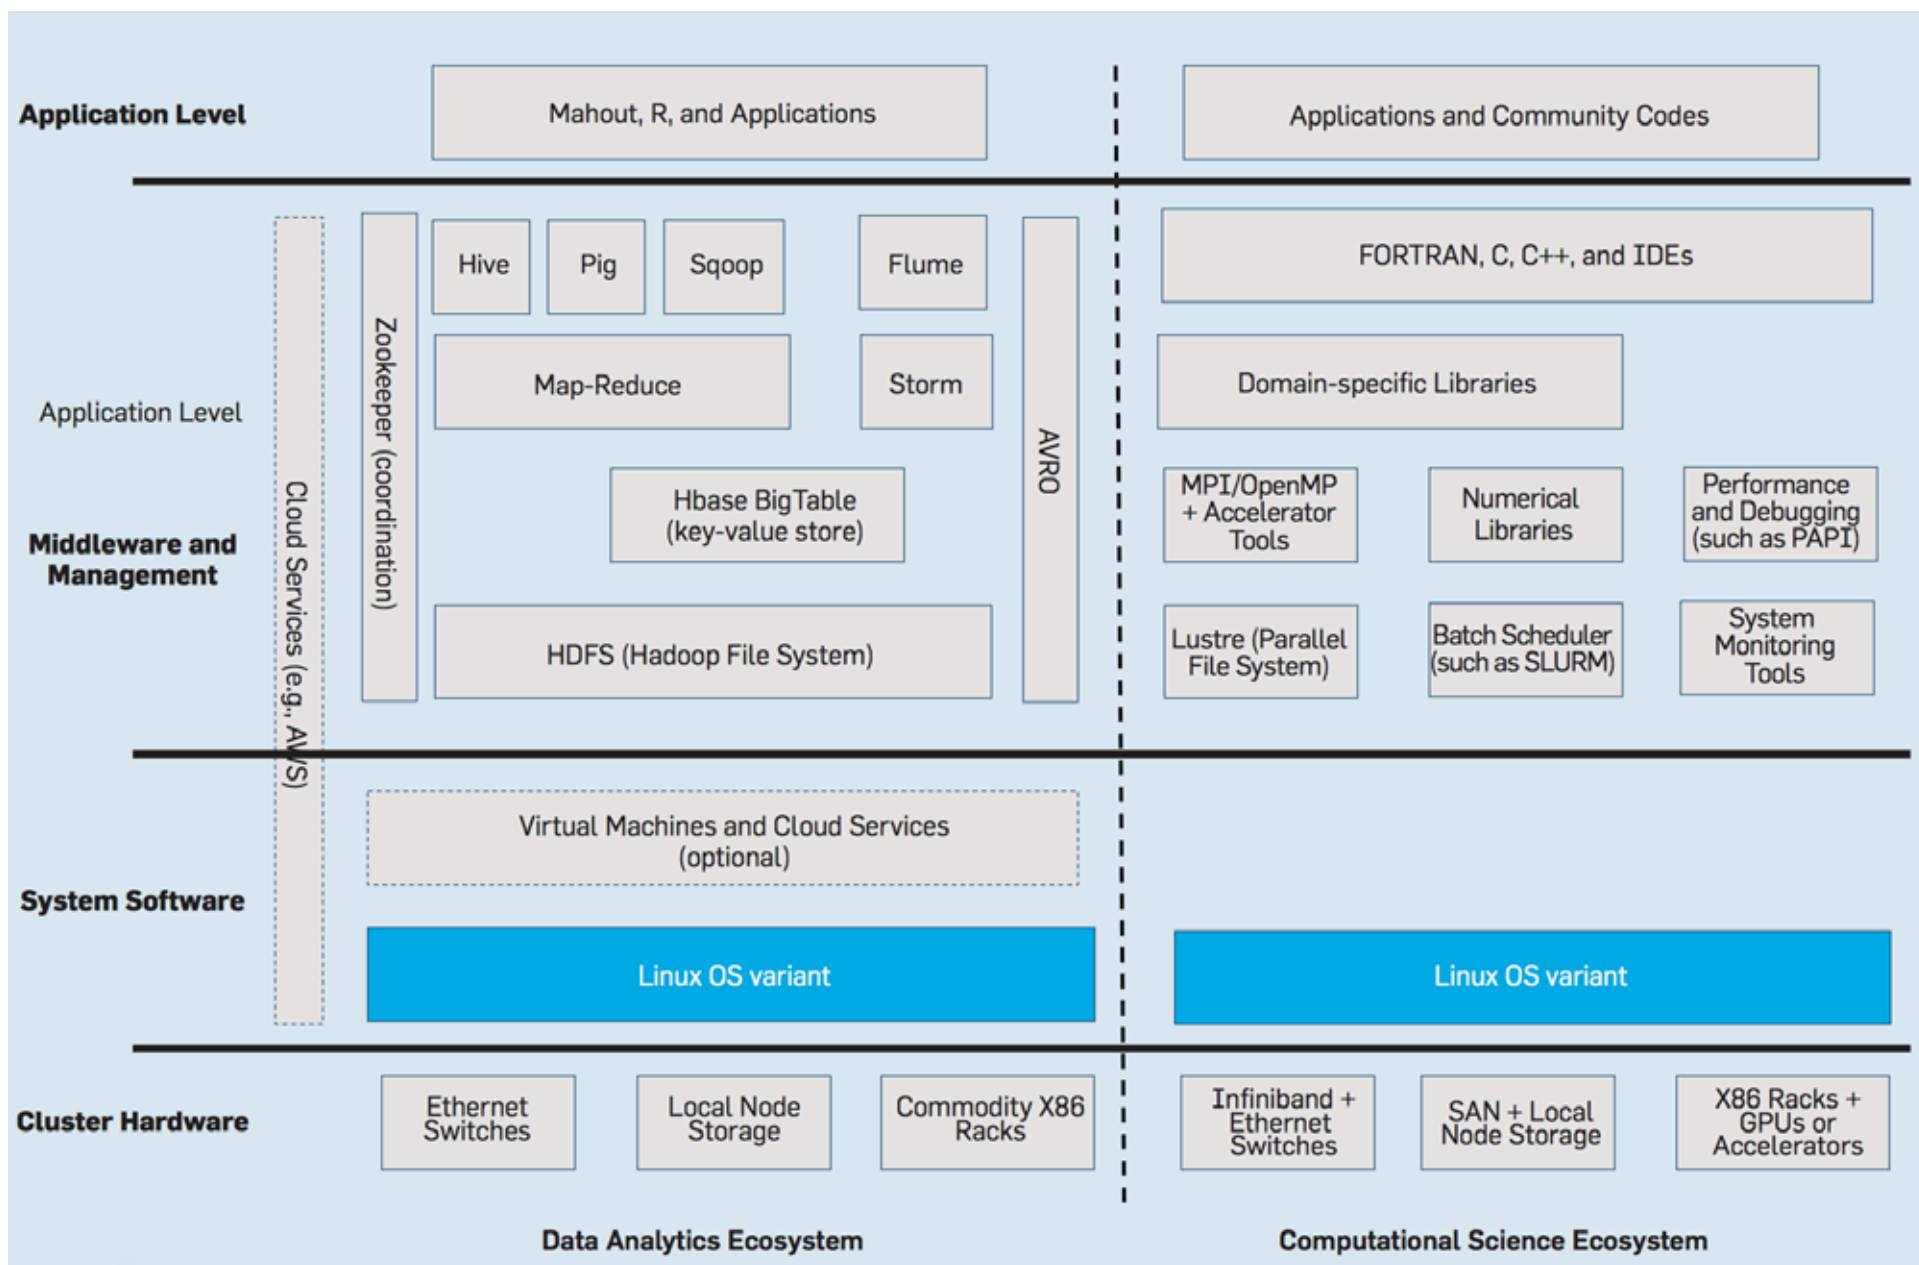 Application Level
Mahout, R, and Applications
Applications and Community Codes
Hive
Pig
Sqoop
Flume
FORTRAN, C, C++, and IDEs
Zookeeper (coordination)
Map-Reduce
Storm
AVRO
Domain-specific Libraries
Application Level
Cloud Services (e.g., AWS)
Middleware and
Management
Hbase BigTable
(key-value store)
MPI/OpenMP
+ Accelerator
Tools
Numerical
Libraries
Performance
and Debugging
(such as PAPI)
HDFS (Hadoop File System)
Lustre (Parallel
File System)
Batch Scheduler
(such as SLURM)
System
Monitoring
Tools
Virtual Machines and Cloud Services
(optional)
System Software
Linux OS variant
Linux OS variant
Cluster Hardware
Ethernet
Switches
Local Node
Storage
Commodity X86
Racks
Infiniband +
Ethernet
Switches
SAN + Local
Node Storage
X86 Racks +
GPUs or
Accelerators
Data Analytics Ecosystem
Computational Science Ecosystem